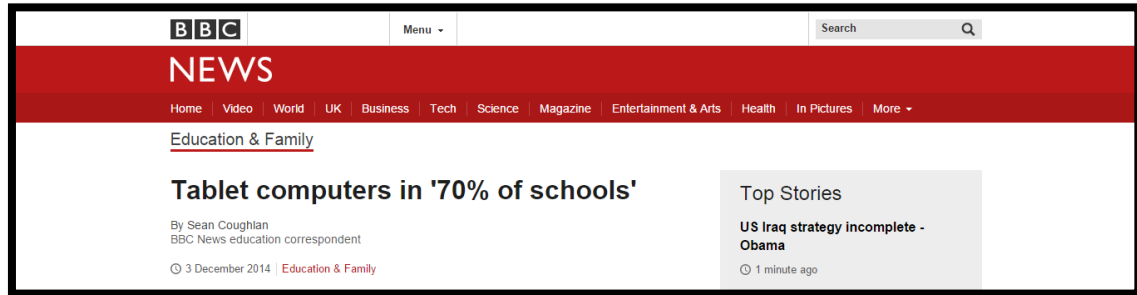 BBC
Menu
Search
NEWS
Home Video World UK Business Tech Science Magazine Entertainment & Arts Health In Pictures More
Education & Family
Tablet computers in '70% of schools'
By Sean Coughlan
BBC News education correspondent
3 December 2014 Education & Family
Top Stories
US Iraq strategy incomplete -
Obama
1 minute ago